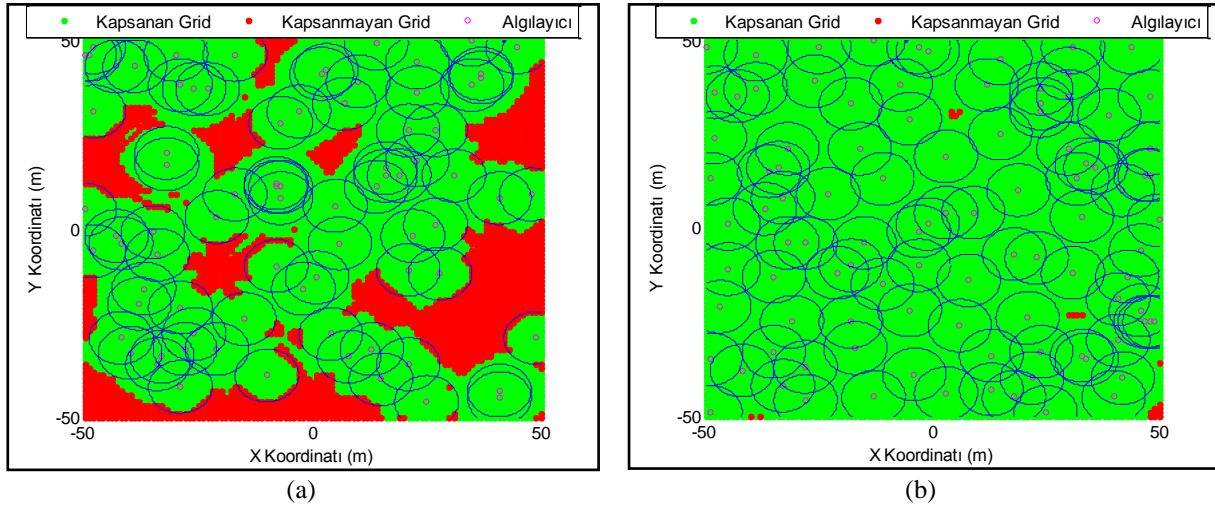 Kapsanan Grid Kapsanmayan Grid Algılayıcı
50
0
-50
Y Koordinatı (m)
-50 0 50
X Koordinatı (m)
(a)
Kapsanan Grid Kapsanmayan Grid Algılayıcı
50
0
-50
Y Koordinatı (m)
-50 0 50
X Koordinatı (m)
(b)